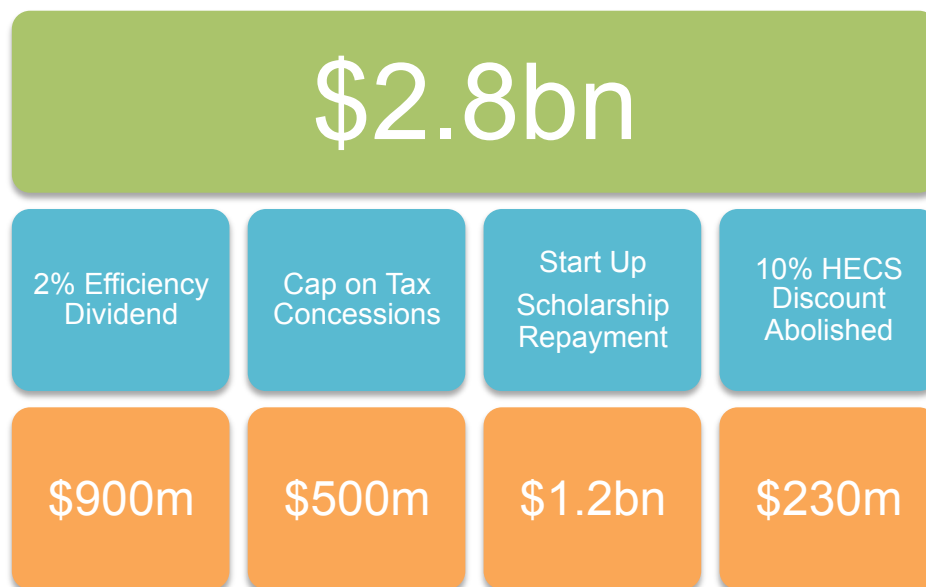 $2.8bn
2% Efficiency
Dividend
Cap on Tax
Concessions
Start Up
Scholarship
Repayment
10% HECS
Discount
Abolished
$900m
$500m
$1.2bn
$230m